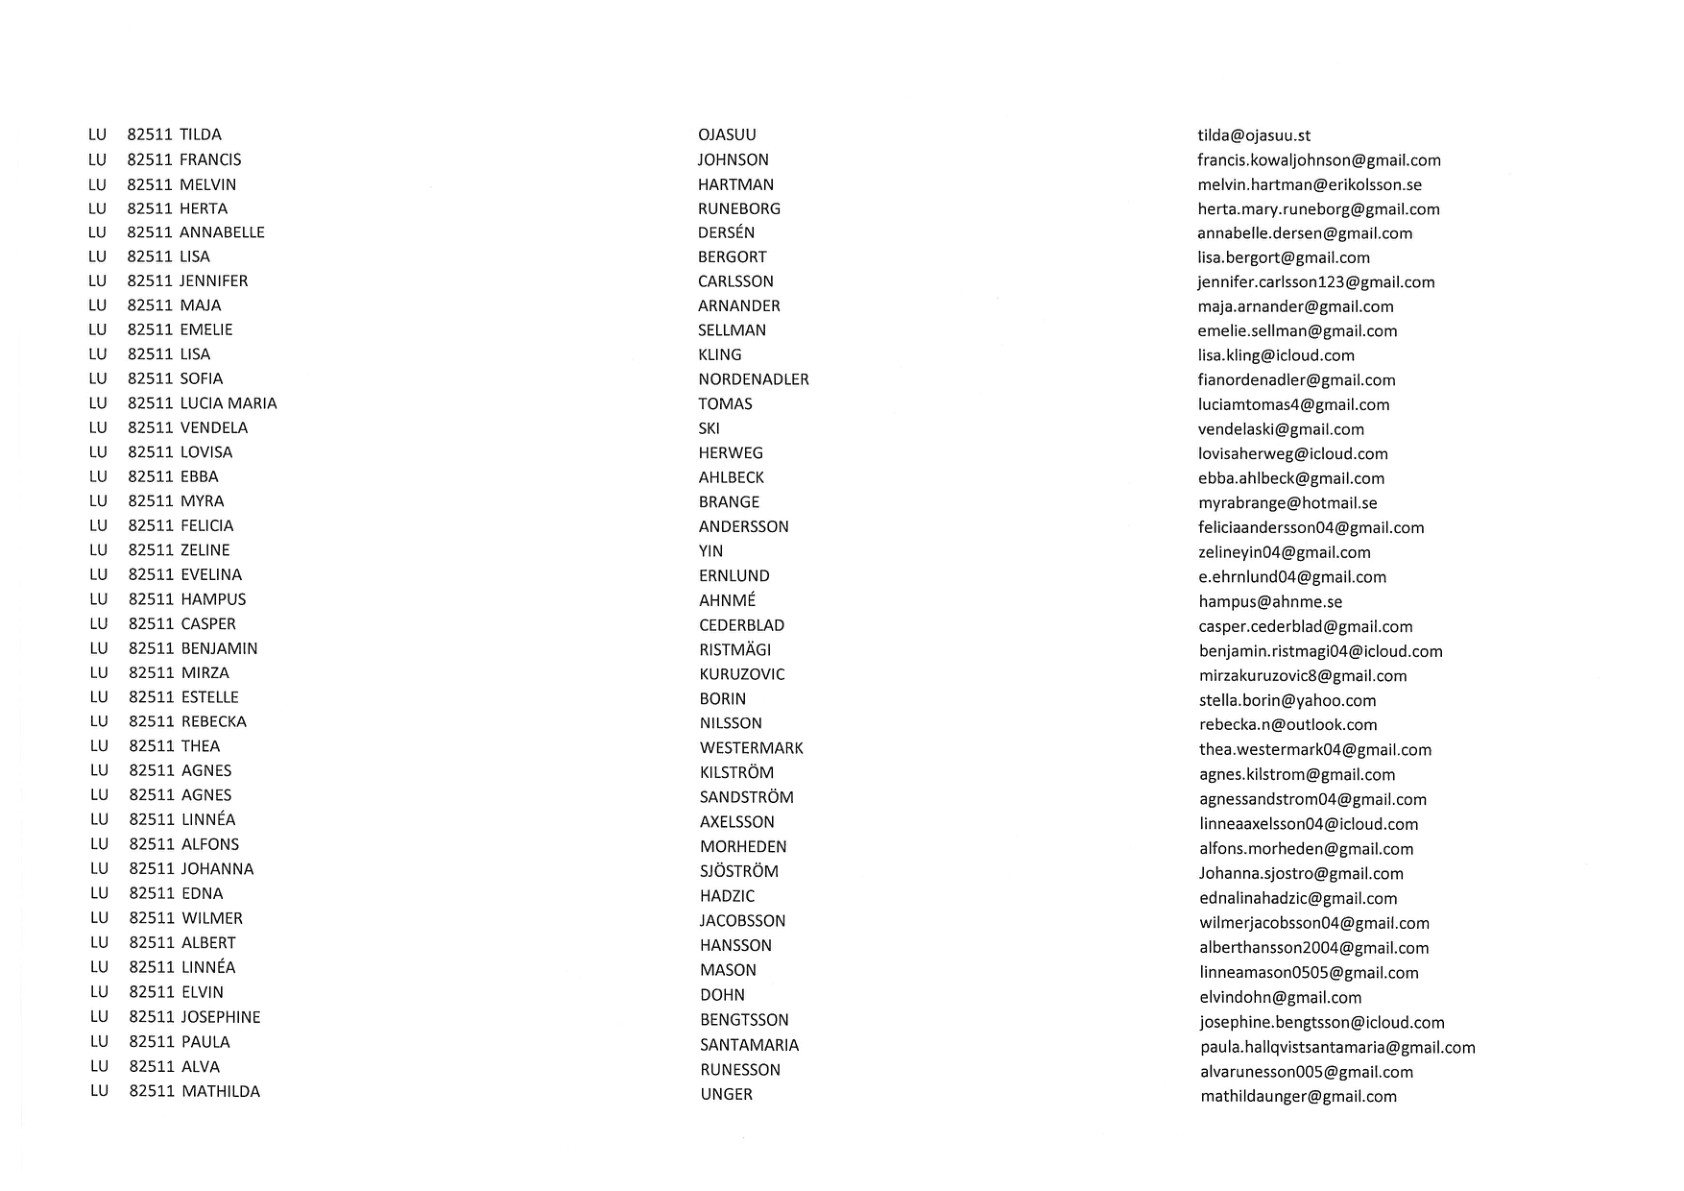 LU 82511 TILDA OJASUU tilda@ojasuu.st
LU 82511 FRANCIS JOHNSON francis.kowaljohnson@gmail.com
LU 82511 MELVIN HARTMAN melvin.hartman@erikolsson.se
LU 82511 HERTA RUNEBORG herta.mary.runeborg@gmail.com
LU 82511 ANNABELLE DERSÉN annabelle.dersen@gmail.com
LU 82511 LISA BERGORT lisa.bergort@gmail.com
LU 82511 JENNIFER CARLSSON jennifer.carlsson123@gmail.com
LU 82511 MAJA ARNANDER maja.arnander@gmail.com
LU 82511 EMELIE SELLMAN emelie.sellman@gmail.com
LU 82511 LISA KLING lisa.kling@icloud.com
LU 82511 SOFIA NORDENADLER fianordenadler@gmail.com
LU 82511 LUCIA MARIA TOMAS luciamtomas4@gmail.com
LU 82511 VENDELA SKI vendelaski@gmail.com
LU 82511 LOVISA HERWEG lovisaherweg@icloud.com
LU 82511 EBBA AHLBECK ebba.ahlbeck@gmail.com
LU 82511 MYRA BRANGE myrabrange@hotmail.se
LU 82511 FELICIA ANDERSSON feliciaandersson04@gmail.com
LU 82511 ZELINE YIN zelineyin04@gmail.com
LU 82511 EVELINA ERNLUND e.ehrnlund04@gmail.com
LU 82511 HAMPUS AHNMÉ hampus@ahnme.se
LU 82511 CASPER CEDERBLAD casper.cederblad@gmail.com
LU 82511 BENJAMIN RISTMÄGI benjamin.ristmagi04@icloud.com
LU 82511 MIRZA KURUZOVIC mirzakuruzovic8@gmail.com
LU 82511 ESTELLE BORIN stella.borin@yahoo.com
LU 82511 REBECKA NILSSON rebecka.n@outlook.com
LU 82511 THEA WESTERMARK thea.westermark04@gmail.com
LU 82511 AGNES KILSTRÖM agnes.kilstrom@gmail.com
LU 82511 AGNES SANDSTRÖM agnessandstrom04@gmail.com
LU 82511 LINNÉA AXELSSON linneaaxelsson04@icloud.com
LU 82511 ALFONS MORHEDEN alfons.morheden@gmail.com
LU 82511 JOHANNA SJÖSTRÖM Johanna.sjostro@gmail.com
LU 82511 EDNA HADZIC ednalinahadzic@gmail.com
LU 82511 WILMER JACOBSSON wilmerjacobsson04@gmail.com
LU 82511 ALBERT HANSSON alberthansson2004@gmail.com
LU 82511 LINNÉA MASON linneamason0505@gmail.com
LU 82511 ELVIN DOHN elvindohn@gmail.com
LU 82511 JOSEPHINE BENGTSSON josephine.bengtsson@icloud.com
LU 82511 PAULA SANTAMARIA paula.hallqvistsantamaria@gmail.com
LU 82511 ALVA RUNESSON alvarunesson005@gmail.com
LU 82511 MATHILDA UNGER mathildaunger@gmail.com